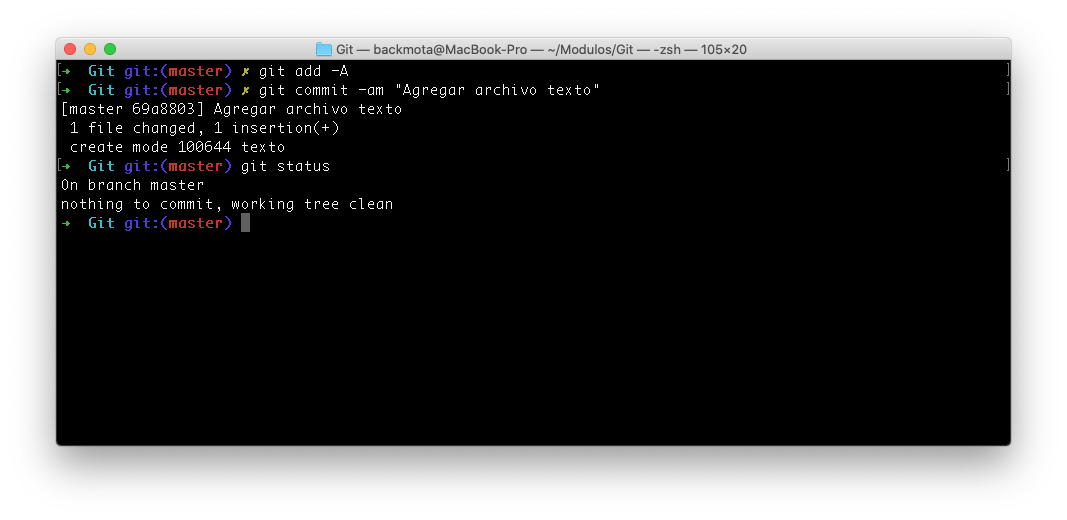 Git — backmota@MacBook-Pro — ~/Modulos/Git — -zsh — 105×20
[➜  Git git:(master) ✗ git add -A ]
[➜  Git git:(master) ✗ git commit -am "Agregar archivo texto" ]
[master 69a8803] Agregar archivo texto
 1 file changed, 1 insertion(+)
 create mode 100644 texto
[➜  Git git:(master) git status ]
On branch master
nothing to commit, working tree clean
➜  Git git:(master)